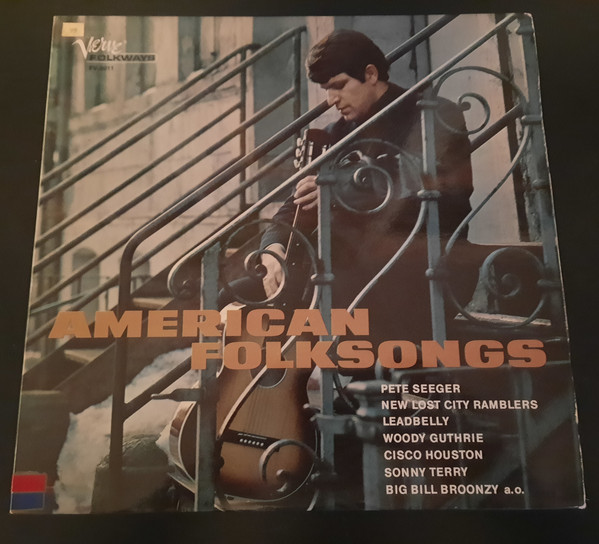 Verve
FOLKWAYS
AMERICAN
FOLKSONGS
PETE SEEGER
NEW LOST CITY RAMBLERS
LEADBELLY
WOODY GUTHRIE
CISCO HOUSTON
SONNY TERRY
BIG BILL BROONZY a.o.